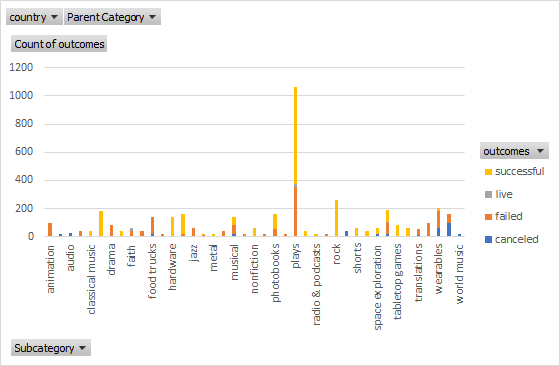 country Parent Category
Count of outcomes
1200
1000
800
600
400
200
0
animation
audio
classical music
drama
faith
food trucks
hardware
jazz
metal
musical
nonfiction
photobooks
plays
radio & podcasts
rock
shorts
space exploration
tabletop games
translations
wearables
world music
outcomes
successful
live
failed
canceled
Subcategory